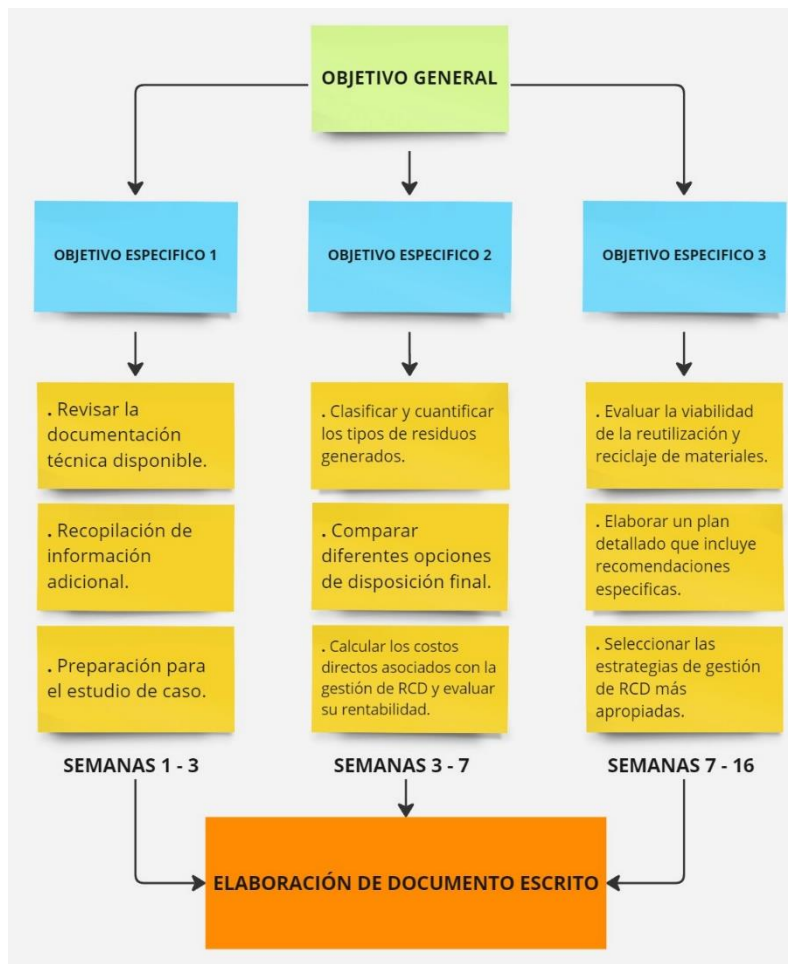 OBJETIVO GENERAL
OBJETIVO ESPECIFICO 1
OBJETIVO ESPECIFICO 2
OBJETIVO ESPECIFICO 3
. Revisar la
documentación
técnica disponible.
. Recopilación de
información
adicional.
. Preparación para
el estudio de caso.
SEMANAS 1 - 3
. Clasificar y cuantificar
los tipos de residuos
generados.
. Comparar
diferentes opciones
de disposición final.
. Calcular los costos
directos asociados con la
gestión de RCD y evaluar
su rentabilidad.
SEMANAS 3 - 7
. Evaluar la viabilidad
de la reutilización y
reciclaje de materiales.
. Elaborar un plan
detallado que incluye
recomendaciones
especificas.
. Seleccionar las
estrategias de gestión
de RCD más
apropiadas.
SEMANAS 7 - 16
ELABORACIÓN DE DOCUMENTO ESCRITO